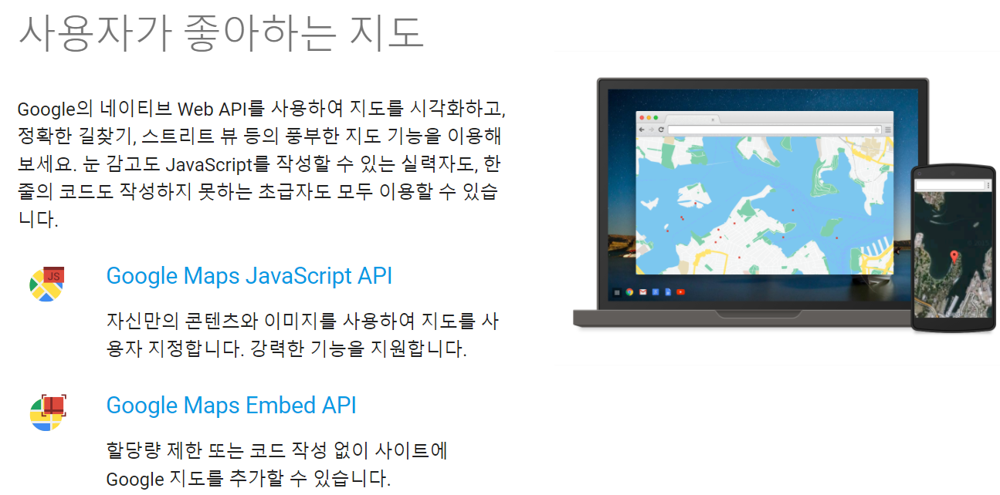 사용자가 좋아하는 지도
Google의 네이티브 Web API를 사용하여 지도를 시각화하고,
정확한 길찾기, 스트리트 뷰 등의 풍부한 지도 기능을 이용해
보세요. 눈 감고도 JavaScript를 작성할 수 있는 실력자도, 한
줄의 코드도 작성하지 못하는 초급자도 모두 이용할 수 있습
니다.
JS
Google Maps JavaScript API
자신만의 콘텐츠와 이미지를 사용하여 지도를 사
용자 지정합니다. 강력한 기능을 지원합니다.
Google Maps Embed API
할당량 제한 또는 코드 작성 없이 사이트에
Google 지도를 추가할 수 있습니다.